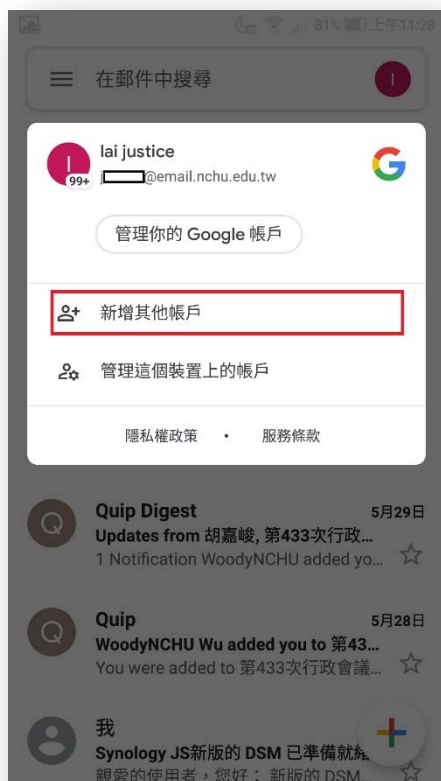 81% 上午11:28
在郵件中搜尋
I
lai justice
I
99+
j @email.nchu.edu.tw
管理你的 Google 帳戶
新增其他帳戶
管理這個裝置上的帳戶
隱私權政策 • 服務條款
Q
Quip Digest 5月29日
Updates from 胡嘉峻, 第433次行政...
1 Notification WoodyNCHU added yo...
Q
Quip 5月28日
WoodyNCHU Wu added you to 第43...
You were added to 第433次行政會議...
我
Synology JS新版的 DSM 已準備就緒
親愛的使用者，您好： 新版的 DSM